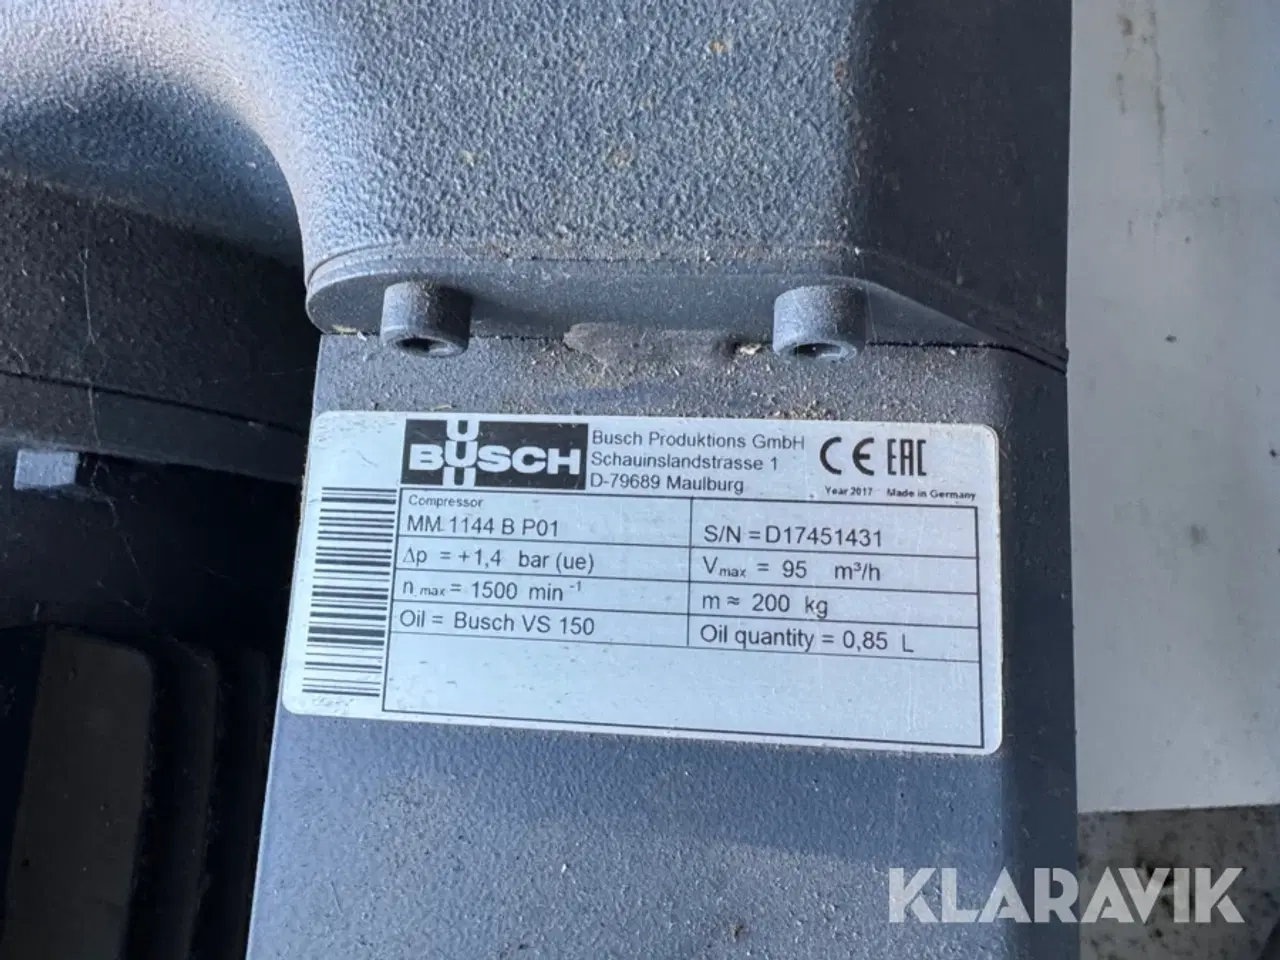 BUSCH
Busch Produktions GmbH
Schauinslandstrasse 1
D-79689 Maulburg
CE EAC
Year 2017 Made in Germany
Compressor
MM 1144 B P01
S/N = D17451431
Δp = +1,4 bar (ue)
Vmax = 95 m³/h
n max = 1500 min⁻¹
m ≈ 200 kg
Oil = Busch VS 150
Oil quantity = 0,85 L
KLARAVIK